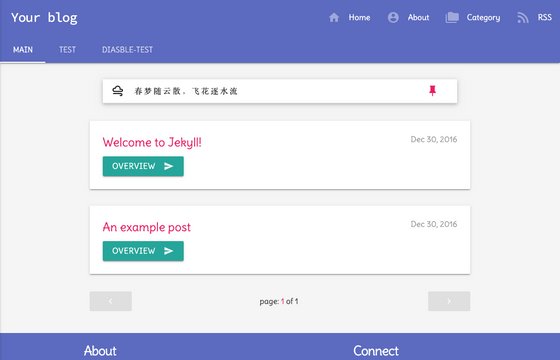 Your blog
Home
About
Category
RSS
MAIN
TEST
DIASBLE-TEST
春梦随云散，飞花逐水流
Welcome to Jekyll!
Dec 30, 2016
OVERVIEW
An example post
Dec 30, 2016
OVERVIEW
page: 1 of 1
About
Connect